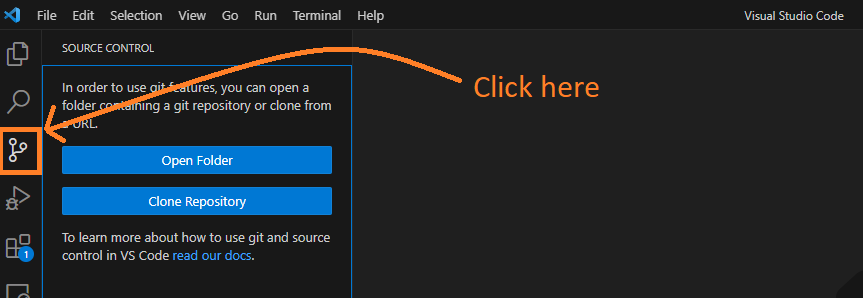 File Edit Selection View Go Run Terminal Help
Visual Studio Code
SOURCE CONTROL
In order to use git features, you can open a
folder containing a git repository or clone from
a URL.
Click here
Open Folder
Clone Repository
To learn more about how to use git and source
control in VS Code read our docs.
1